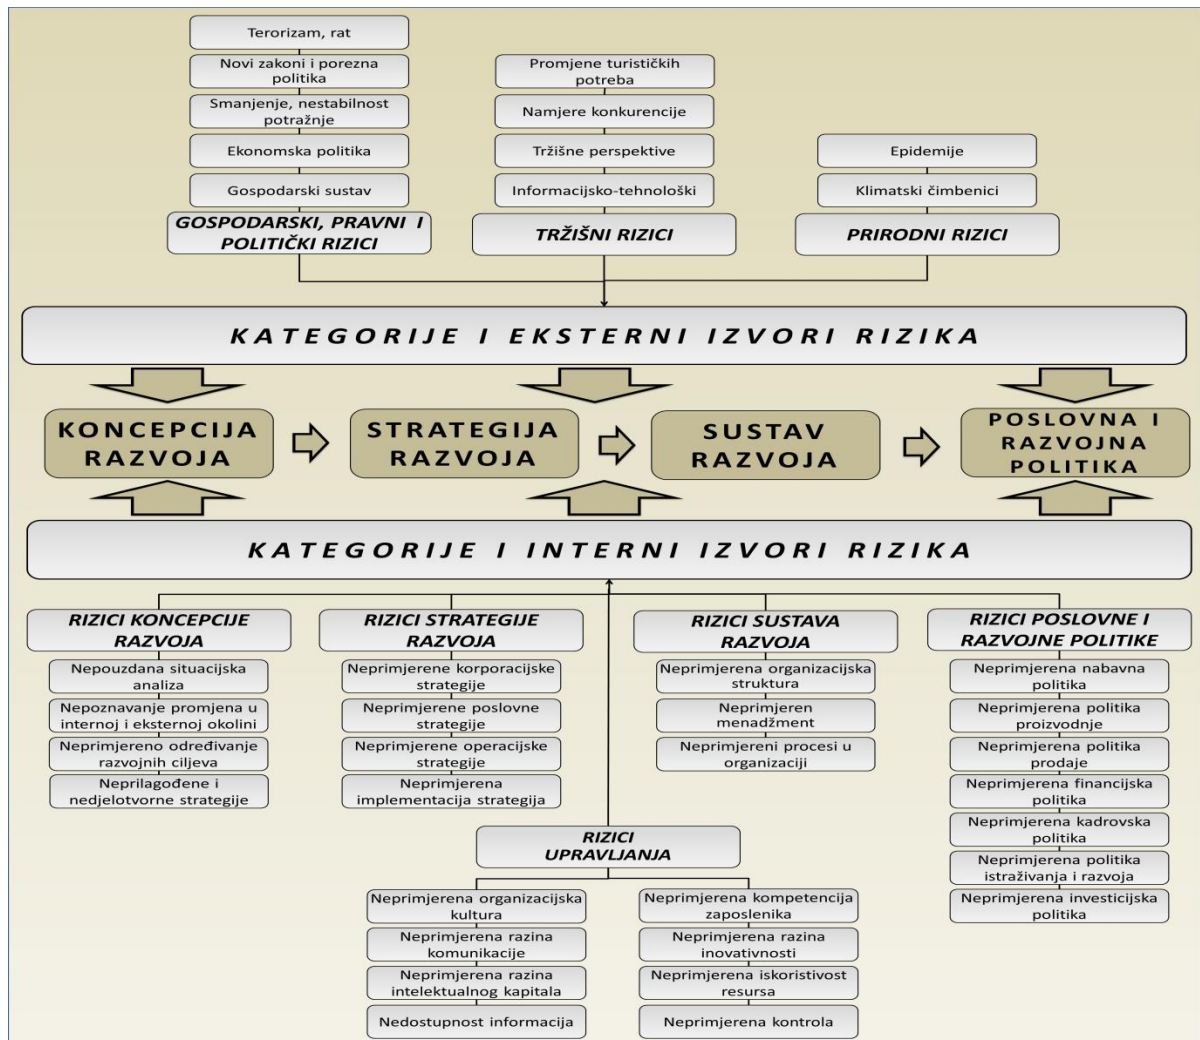 Terorizam, rat
Novi zakoni i porezna
politika
Smanjenje, nestabilnost
potražnje
Ekonomska politika
Gospodarski sustav
GOSPODARSKI, PRAVNI I
POLITIČKI RIZICI
Promjene turističkih
potreba
Namjere konkurencije
Tržišne perspektive
Informacijsko-tehnološki
TRŽIŠNI RIZICI
Epidemije
Klimatski čimbenici
PRIRODNI RIZICI
KATEGORIJE I EKSTERNI IZVORI RIZIKA
KONCEPCIJA
RAZVOJA
STRATEGIJA
RAZVOJA
SUSTAV
RAZVOJA
POSLOVNA I
RAZVOJNA
POLITIKA
KATEGORIJE I INTERNI IZVORI RIZIKA
RIZICI KONCEPCIJE
RAZVOJA
Nepouzdana situacijska
analiza
Nepoznavanje promjena u
internoj i eksternoj okolini
Neprimjereno određivanje
razvojnih ciljeva
Neprilagođene i
nedjelotvorne strategije
RIZICI STRATEGIJE
RAZVOJA
Neprimjerene korporacijske
strategije
Neprimjerene poslovne
strategije
Neprimjerene operacijske
strategije
Neprimjerena
implementacija strategija
RIZICI SUSTAVA
RAZVOJA
Neprimjerena organizacijska
struktura
Neprimjeren
menadžment
Neprimjereni procesi u
organizaciji
RIZICI POSLOVNE I
RAZVOJNE POLITIKE
Neprimjerena nabavna
politika
Neprimjerena politika
proizvodnje
Neprimjerena politika
prodaje
Neprimjerena financijska
politika
Neprimjerena kadrovska
politika
Neprimjerena politika
istraživanja i razvoja
Neprimjerena investicijska
politika
RIZICI
UPRAVLJANJA
Neprimjerena organizacijska
kultura
Neprimjerena razina
komunikacije
Neprimjerena razina
intelektualnog kapitala
Nedostupnost informacija
Neprimjerena kompetencija
zaposlenika
Neprimjerena razina
inovativnosti
Neprimjerena iskoristivost
resursa
Neprimjerena kontrola